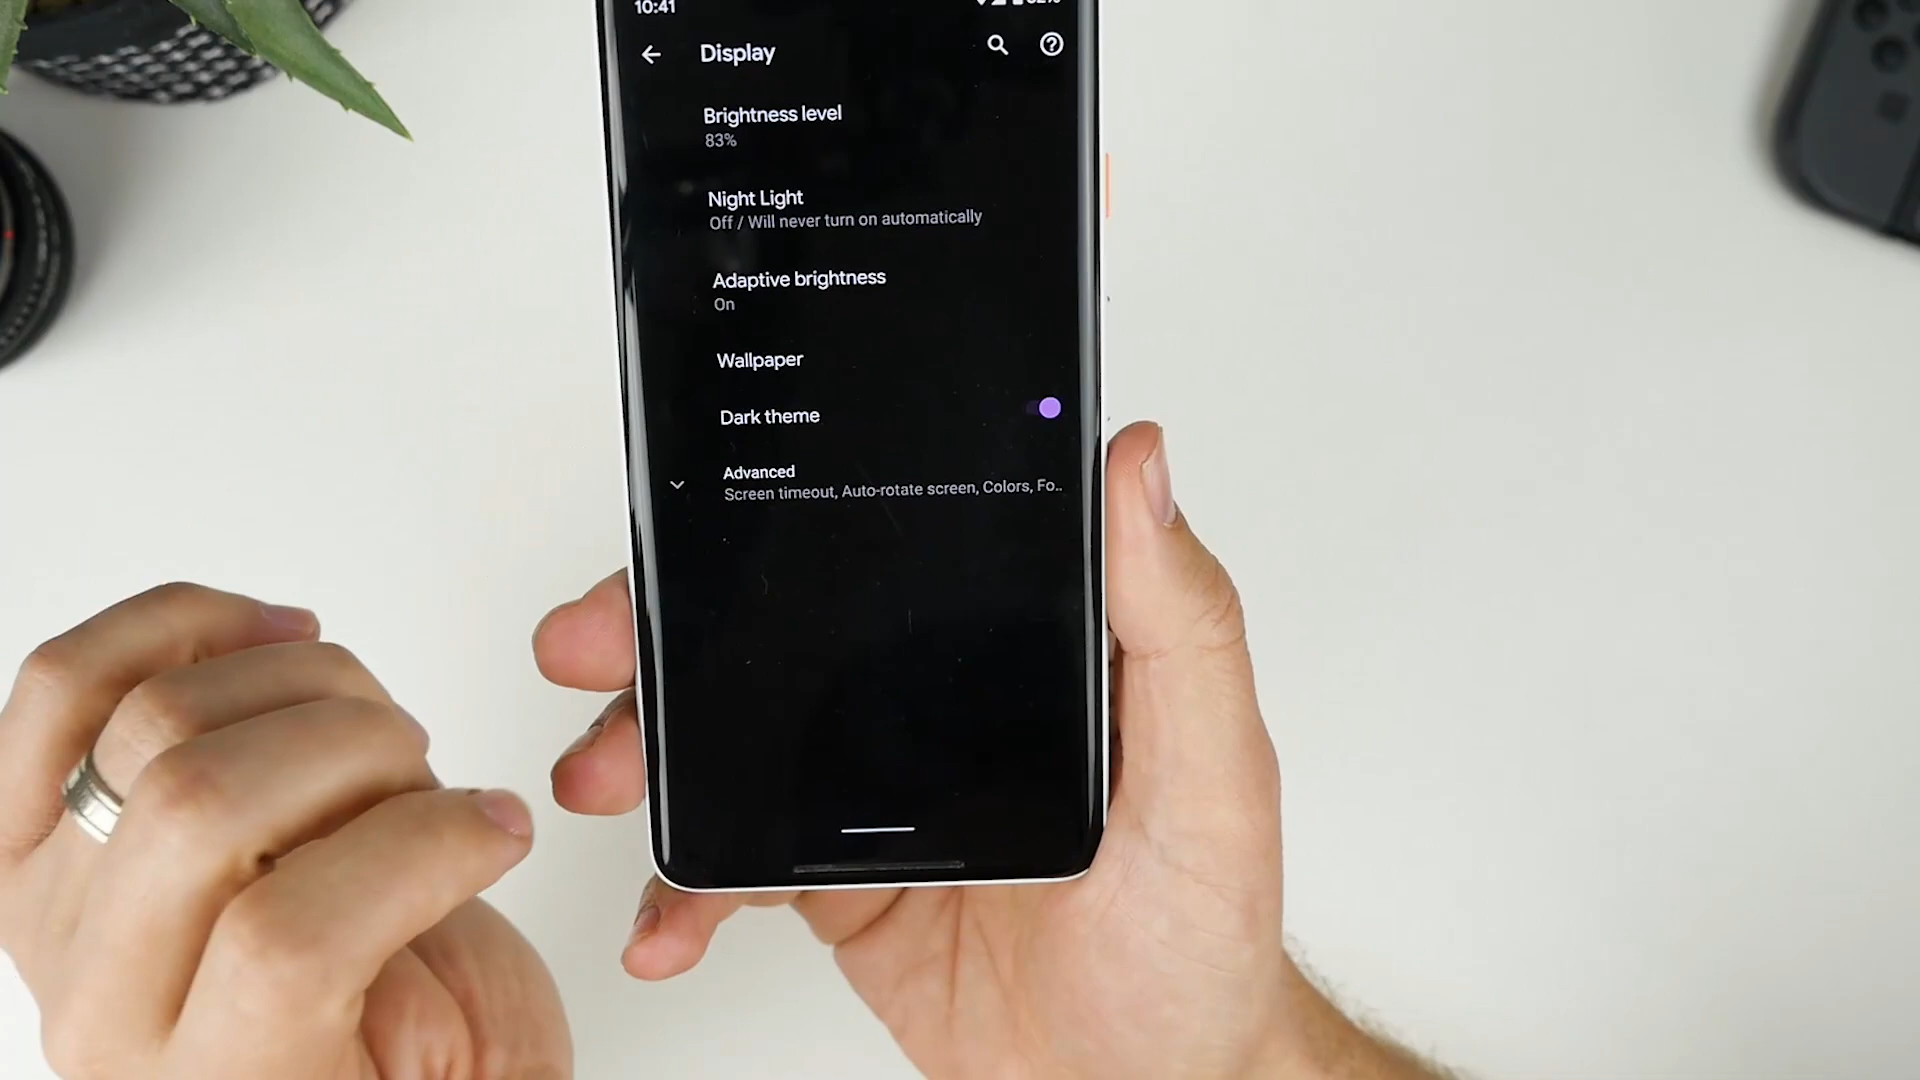 10:41
Display
Brightness level
83%
Night Light
Off / Will never turn on automatically
Adaptive brightness
On
Wallpaper
Dark theme
Advanced
Screen timeout, Auto-rotate screen, Colors, Fo..